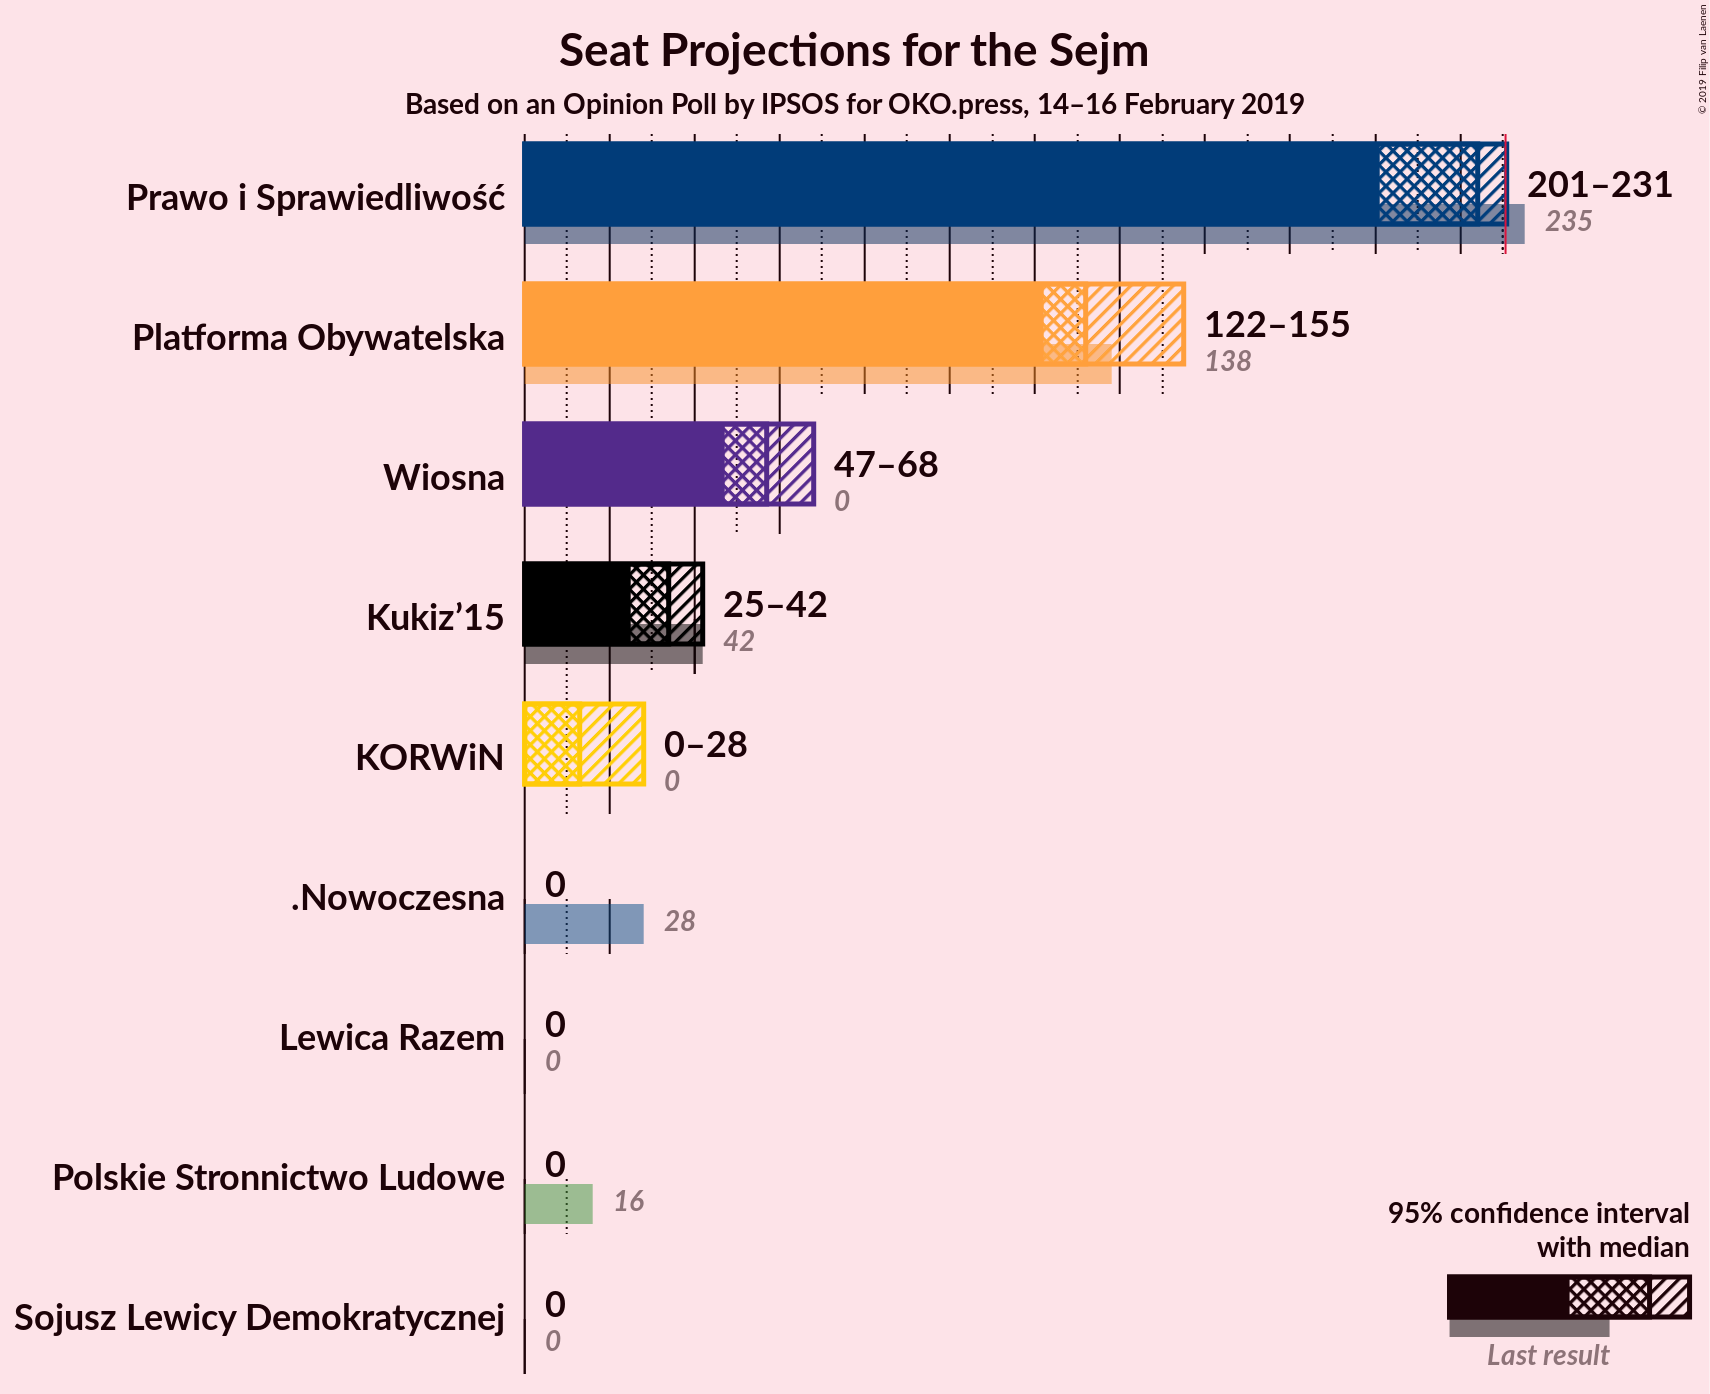 Seat Projections for the Sejm
Based on an Opinion Poll by IPSOS for OKO.press, 14–16 February 2019
© 2019 Filip van Laenen
Prawo i Sprawiedliwość
201–231
235
Platforma Obywatelska
122–155
138
Wiosna
47–68
0
Kukiz’15
25–42
42
KORWiN
0–28
0
.Nowoczesna
0
28
Lewica Razem
0
0
Polskie Stronnictwo Ludowe
0
16
Sojusz Lewicy Demokratycznej
0
0
95% confidence interval
with median
Last result